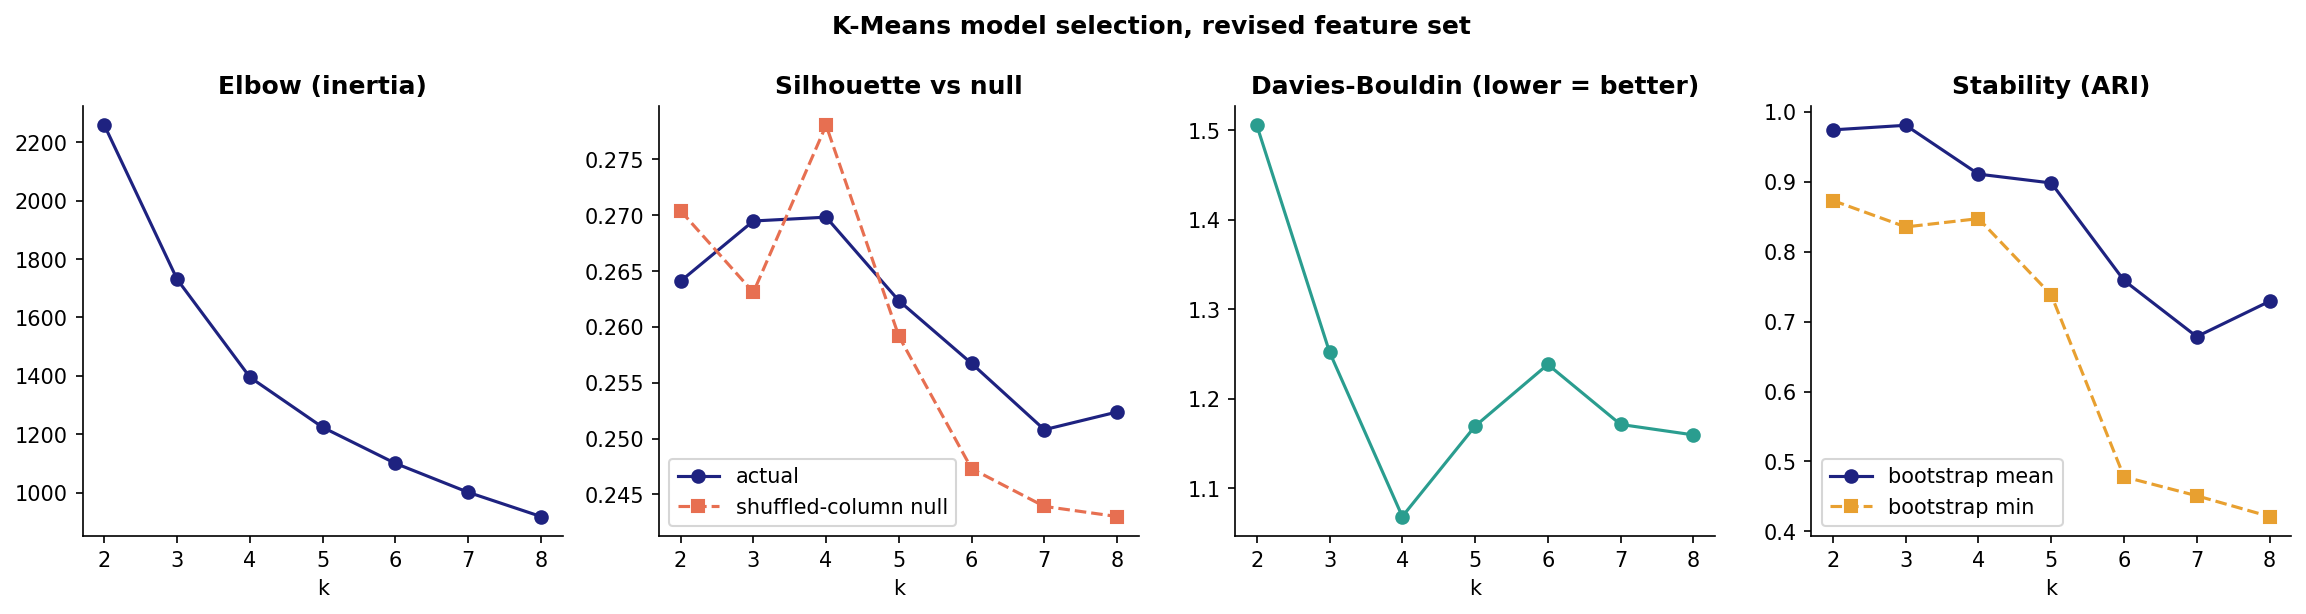 K-Means model selection, revised feature set
Elbow (inertia)
2200
2000
1800
1600
1400
1200
1000
2 3 4 5 6 7 8
k
Silhouette vs null
0.275
0.270
0.265
0.260
0.255
0.250
0.245
actual
shuffled-column null
2 3 4 5 6 7 8
k
Davies-Bouldin (lower = better)
1.5
1.4
1.3
1.2
1.1
2 3 4 5 6 7 8
k
Stability (ARI)
1.0
0.9
0.8
0.7
0.6
0.5
0.4
bootstrap mean
bootstrap min
2 3 4 5 6 7 8
k